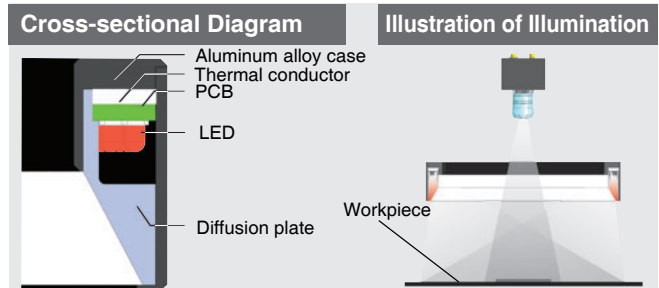 Cross-sectional Diagram
Aluminum alloy case
Thermal conductor
PCB
LED
Diffusion plate
Illustration of Illumination
Workpiece